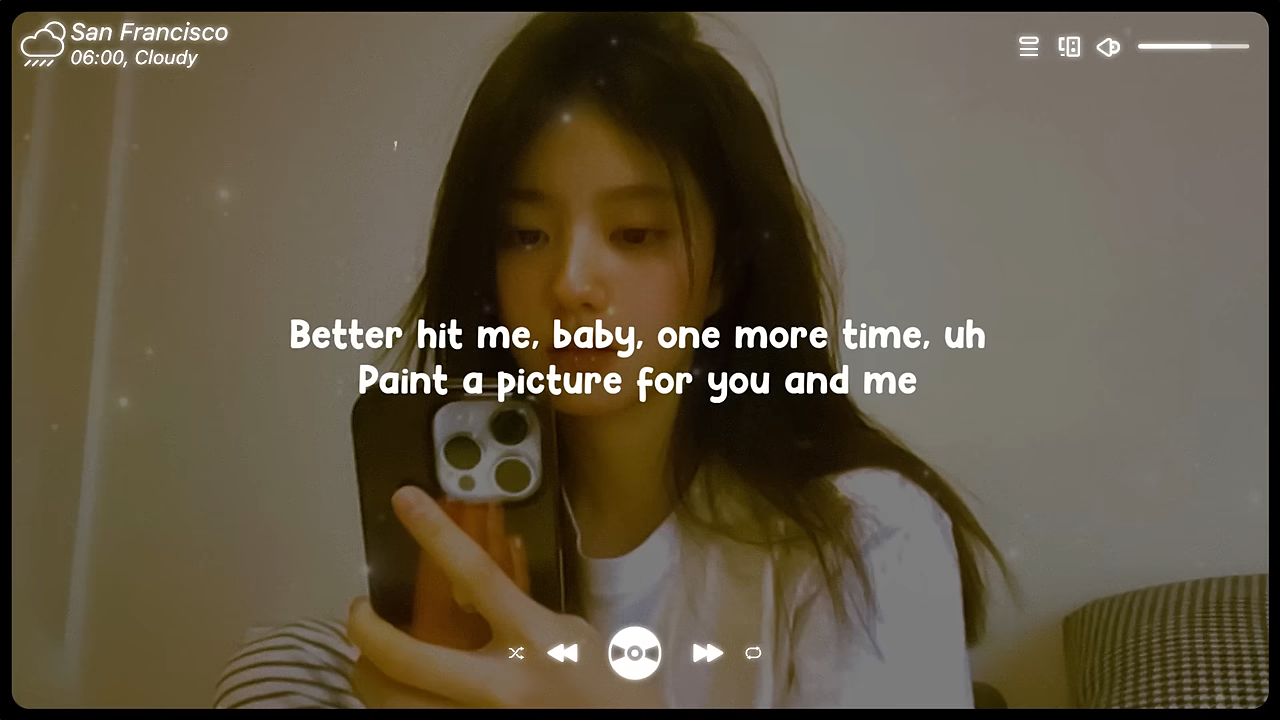 San Francisco
06:00, Cloudy
Better hit me, baby, one more time, uh
Paint a picture for you and me